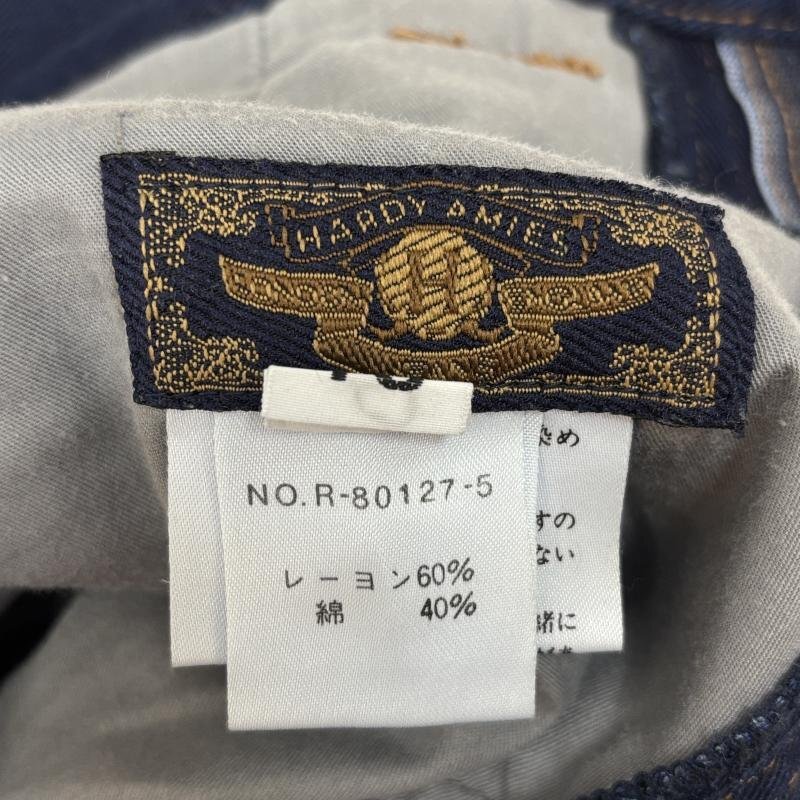 HARDY AMIES
H
NO.R-80127-5
レーヨン60%
綿 40%
染め
すの
ない
緒に